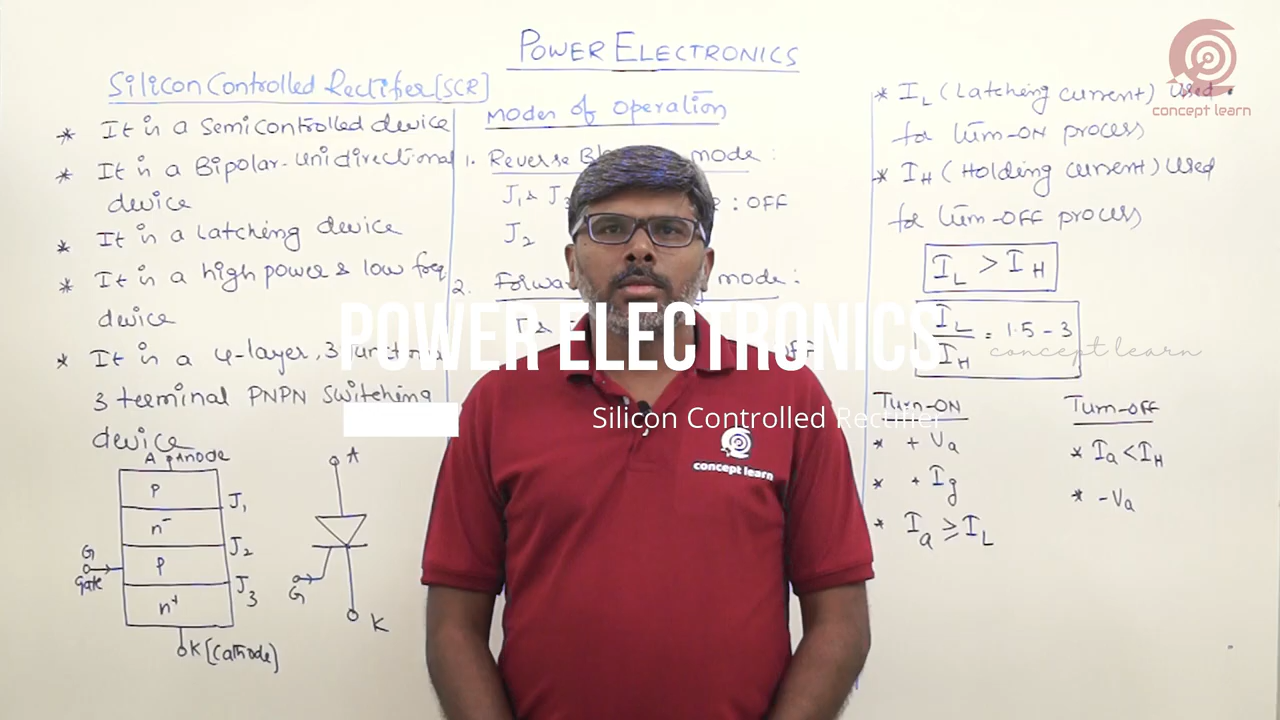 POWER ELECTRONICS
Silicon Controlled Rectifier [SCR]
* It is a Semicontrolled device
* It is a Bipolar-Unidirectional
device
* It is a Latching device
* It is a high power & low freq
device
* It is a 4-layer, 3 junction &
3 terminal PNPN switching
device
A Anode
P
J1
n-
J2
G
Gate
P
J3
n+
K [Cathode]
A
G
K
Modes of Operation
1. Reverse mode :
J1 & J3 : OFF
J2
2. mode :
* IL (Latching current) used
for turn-ON process
* IH (Holding current) Used
for turn-OFF process
IL > IH
IL / IH = 1.5 - 3
Turn-ON
* + Va
* + Ig
* Ia ≥ IL
Turn-OFF
* Ia < IH
* -Va
concept learn
POWER ELECTRONICS
concept learn
Silicon Controlled Rectifier
concept learn